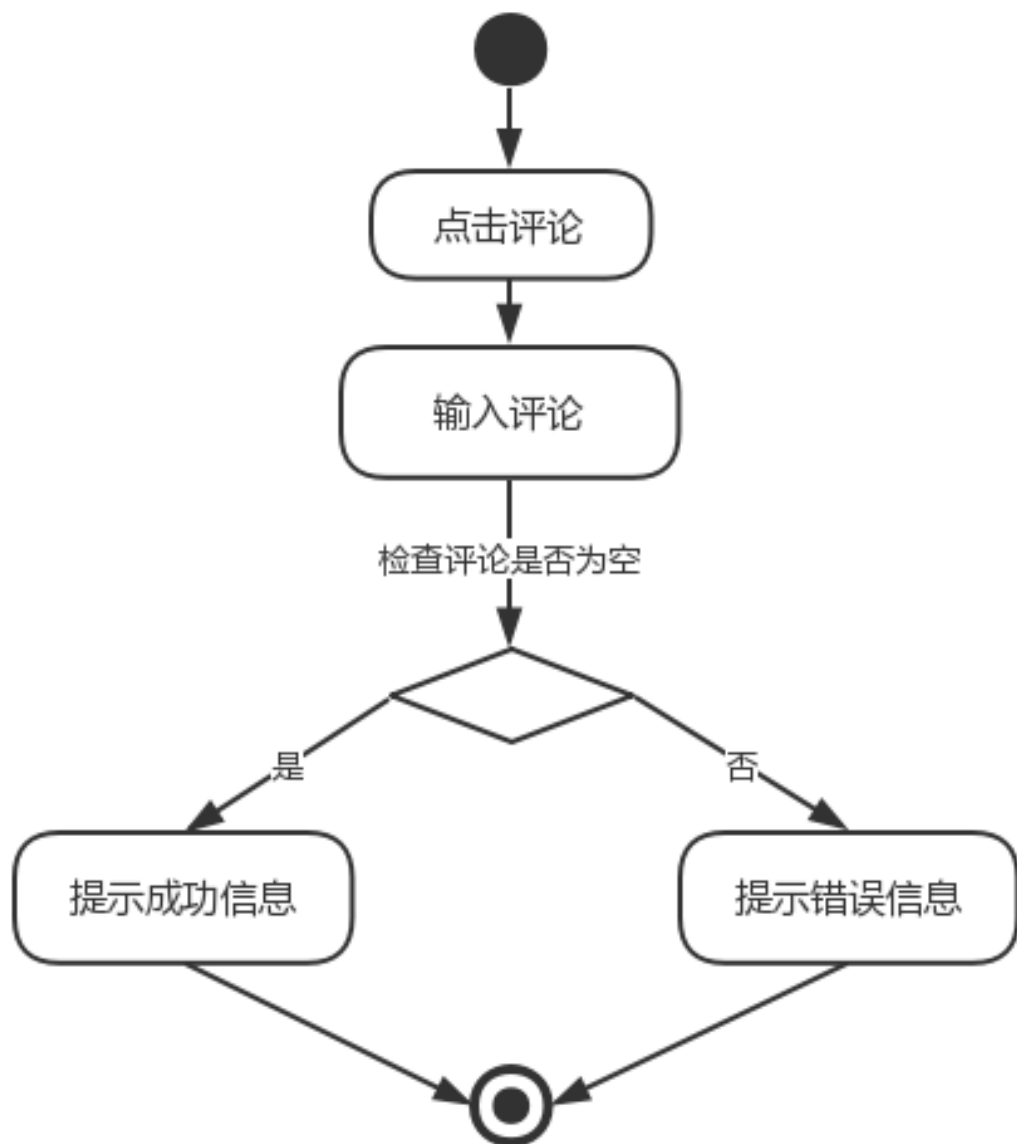 点击评论
输入评论
检查评论是否为空
是
否
提示成功信息
提示错误信息